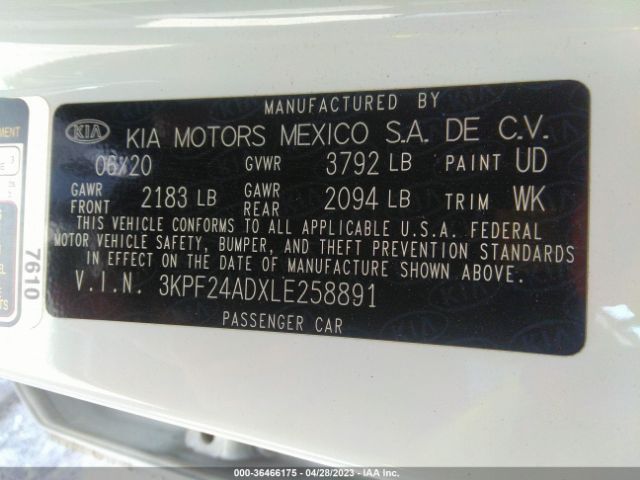 MANUFACTURED BY
KIA KIA MOTORS MEXICO S.A. DE C.V.
06X20 GVWR 3792 LB PAINT UD
GAWR FRONT 2183 LB GAWR REAR 2094 LB TRIM WK
THIS VEHICLE CONFORMS TO ALL APPLICABLE U.S.A. FEDERAL
MOTOR VEHICLE SAFETY, BUMPER, AND THEFT PREVENTION STANDARDS
IN EFFECT ON THE DATE OF MANUFACTURE SHOWN ABOVE.
V.I.N. 3KPF24ADXLE258891
PASSENGER CAR
7610
000-36466175 - 04/28/2023 - IAA Inc.